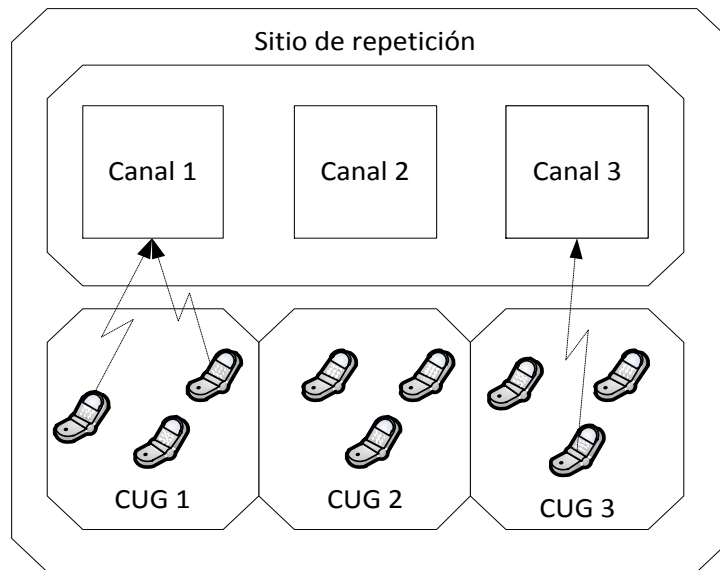 Sitio de repetición
Canal 1
Canal 2
Canal 3
CUG 1
CUG 2
CUG 3